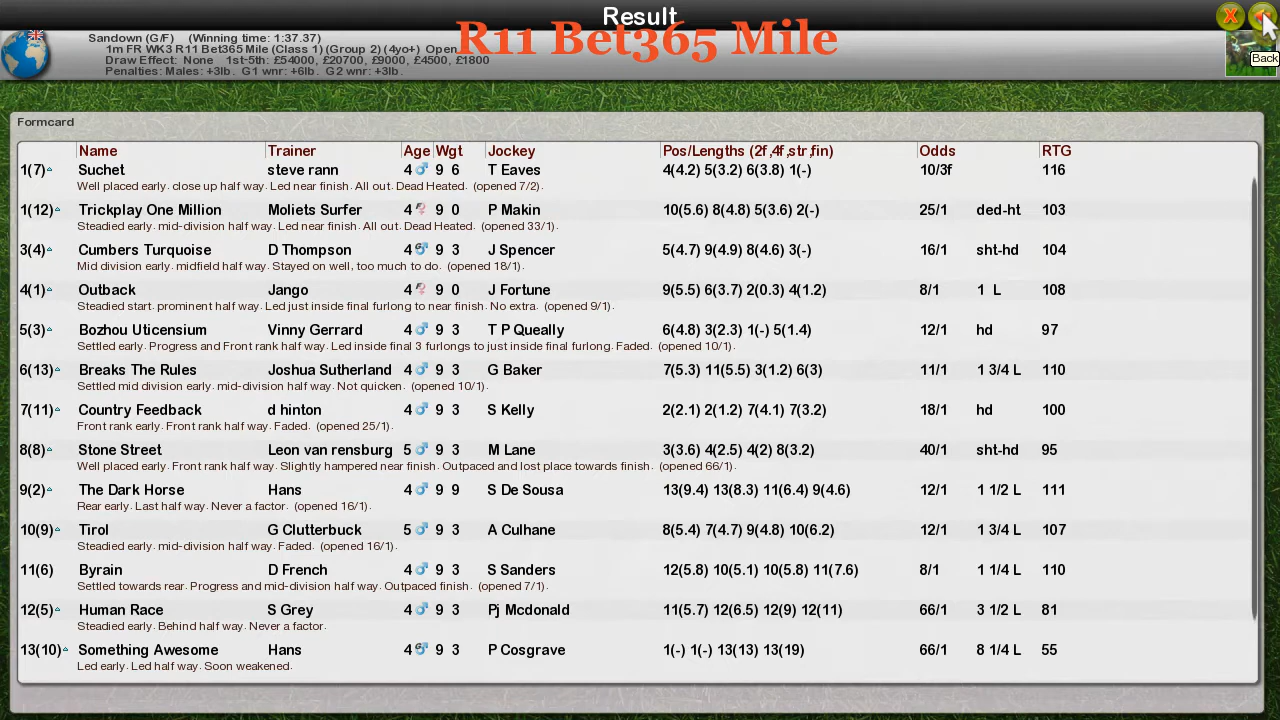 Result
R11 Bet365 Mile
Sandown (G/F) (Winning time: 1:37.37)
1m FR WK3 R11 Bet365 Mile (Class 1) (Group 2) (4yo+) Open
Draw Effect: None 1st-5th: £54000, £20700, £9000, £4500, £1800
Penalties: Males: +3lb. G1 wnr: +6lb. G2 wnr: +3lb.
Back
Formcard
Name Trainer Age Wgt Jockey Pos/Lengths (2f,4f,str,fin) Odds RTG
1(7) Suchet steve rann 4 9 6 T Eaves 4(4.2) 5(3.2) 6(3.8) 1(-) 10/3f 116
Well placed early. close up half way. Led near finish. All out. Dead Heated. (opened 7/2).
1(12) Trickplay One Million Moliets Surfer 4 9 0 P Makin 10(5.6) 8(4.8) 5(3.6) 2(-) 25/1 ded-ht 103
Steadied early. mid-division half way. Led near finish. All out. Dead Heated. (opened 33/1).
3(4) Cumbers Turquoise D Thompson 4 9 3 J Spencer 5(4.7) 9(4.9) 8(4.6) 3(-) 16/1 sht-hd 104
Mid division early. midfield half way. Stayed on well, too much to do. (opened 18/1).
4(1) Outback Jango 4 9 0 J Fortune 9(5.5) 6(3.7) 2(0.3) 4(1.2) 8/1 1 L 108
Steadied start. prominent half way. Led just inside final furlong to near finish. No extra. (opened 9/1).
5(3) Bozhou Uticensium Vinny Gerrard 4 9 3 T P Queally 6(4.8) 3(2.3) 1(-) 5(1.4) 12/1 hd 97
Settled early. Progress and Front rank half way. Led inside final 3 furlongs to just inside final furlong. Faded. (opened 10/1).
6(13) Breaks The Rules Joshua Sutherland 4 9 3 G Baker 7(5.3) 11(5.5) 3(1.2) 6(3) 11/1 1 3/4 L 110
Settled mid division early. mid-division half way. Not quicken. (opened 10/1).
7(11) Country Feedback d hinton 4 9 3 S Kelly 2(2.1) 2(1.2) 7(4.1) 7(3.2) 18/1 hd 100
Front rank early. Front rank half way. Faded. (opened 25/1).
8(8) Stone Street Leon van rensburg 5 9 3 M Lane 3(3.6) 4(2.5) 4(2) 8(3.2) 40/1 sht-hd 95
Well placed early. Front rank half way. Slightly hampered near finish. Outpaced and lost place towards finish. (opened 66/1).
9(2) The Dark Horse Hans 4 9 9 S De Sousa 13(9.4) 13(8.3) 11(6.4) 9(4.6) 12/1 1 1/2 L 111
Rear early. Last half way. Never a factor. (opened 16/1).
10(9) Tirol G Clutterbuck 5 9 3 A Culhane 8(5.4) 7(4.7) 9(4.8) 10(6.2) 12/1 1 3/4 L 107
Steadied early. mid-division half way. Faded. (opened 16/1).
11(6) Byrain D French 4 9 3 S Sanders 12(5.8) 10(5.1) 10(5.8) 11(7.6) 8/1 1 1/4 L 110
Settled towards rear. Progress and mid-division half way. Outpaced finish. (opened 7/1).
12(5) Human Race S Grey 4 9 3 Pj Mcdonald 11(5.7) 12(6.5) 12(9) 12(11) 66/1 3 1/2 L 81
Steadied early. Behind half way. Never a factor.
13(10) Something Awesome Hans 4 9 3 P Cosgrave 1(-) 1(-) 13(13) 13(19) 66/1 8 1/4 L 55
Led early. Led half way. Soon weakened.